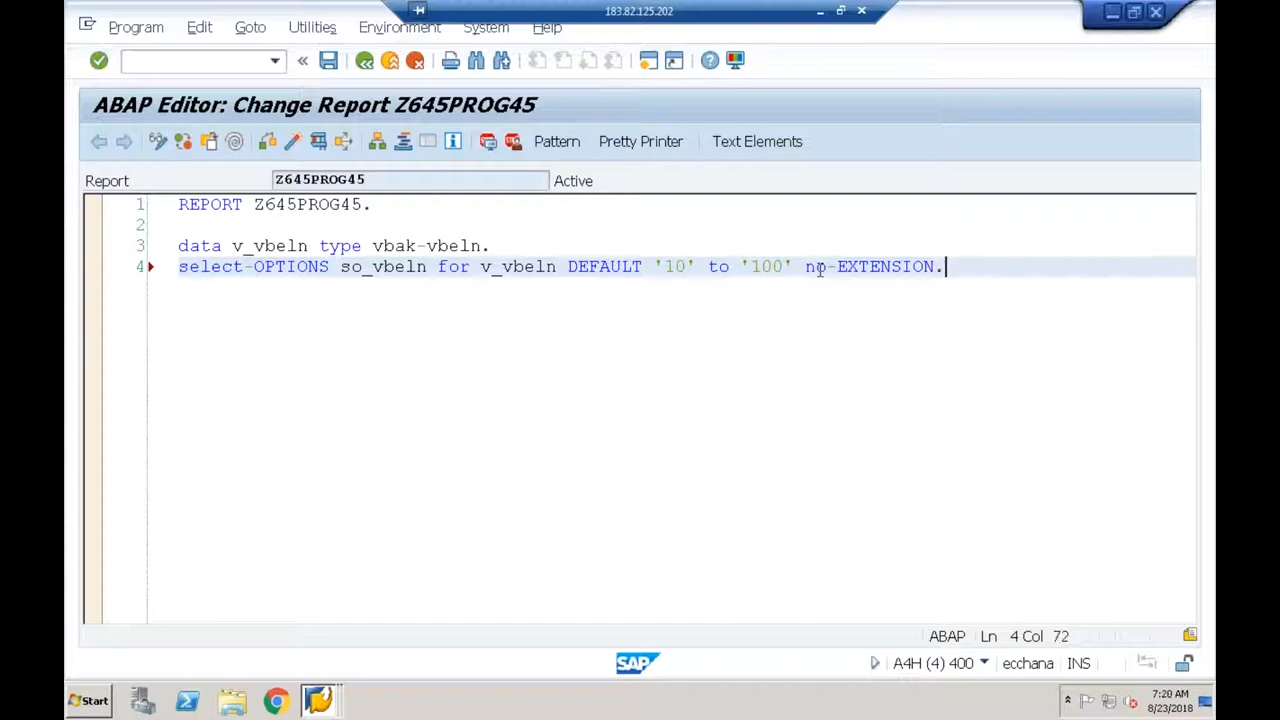 183.82.125.202
Program Edit Goto Utilities Environment System Help
ABAP Editor: Change Report Z645PROG45
Pattern Pretty Printer Text Elements
Report Z645PROG45 Active
1 REPORT Z645PROG45.
2
3 data v_vbeln type vbak-vbeln.
4 select-OPTIONS so_vbeln for v_vbeln DEFAULT '10' to '100' no-EXTENSION.
ABAP Ln 4 Col 72
SAP A4H (4) 400 ecchana INS
Start 7:20 AM
8/23/2018